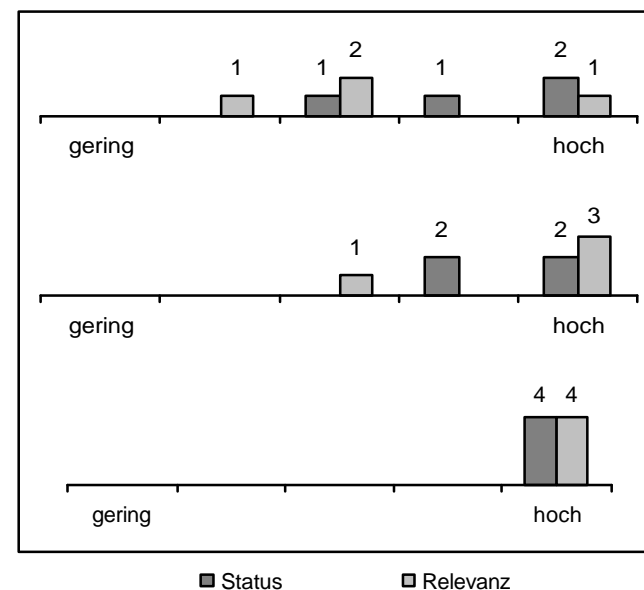 1 1 2 1 2 1
gering hoch
1 2 2 3
gering hoch
4 4
gering hoch
Status Relevanz